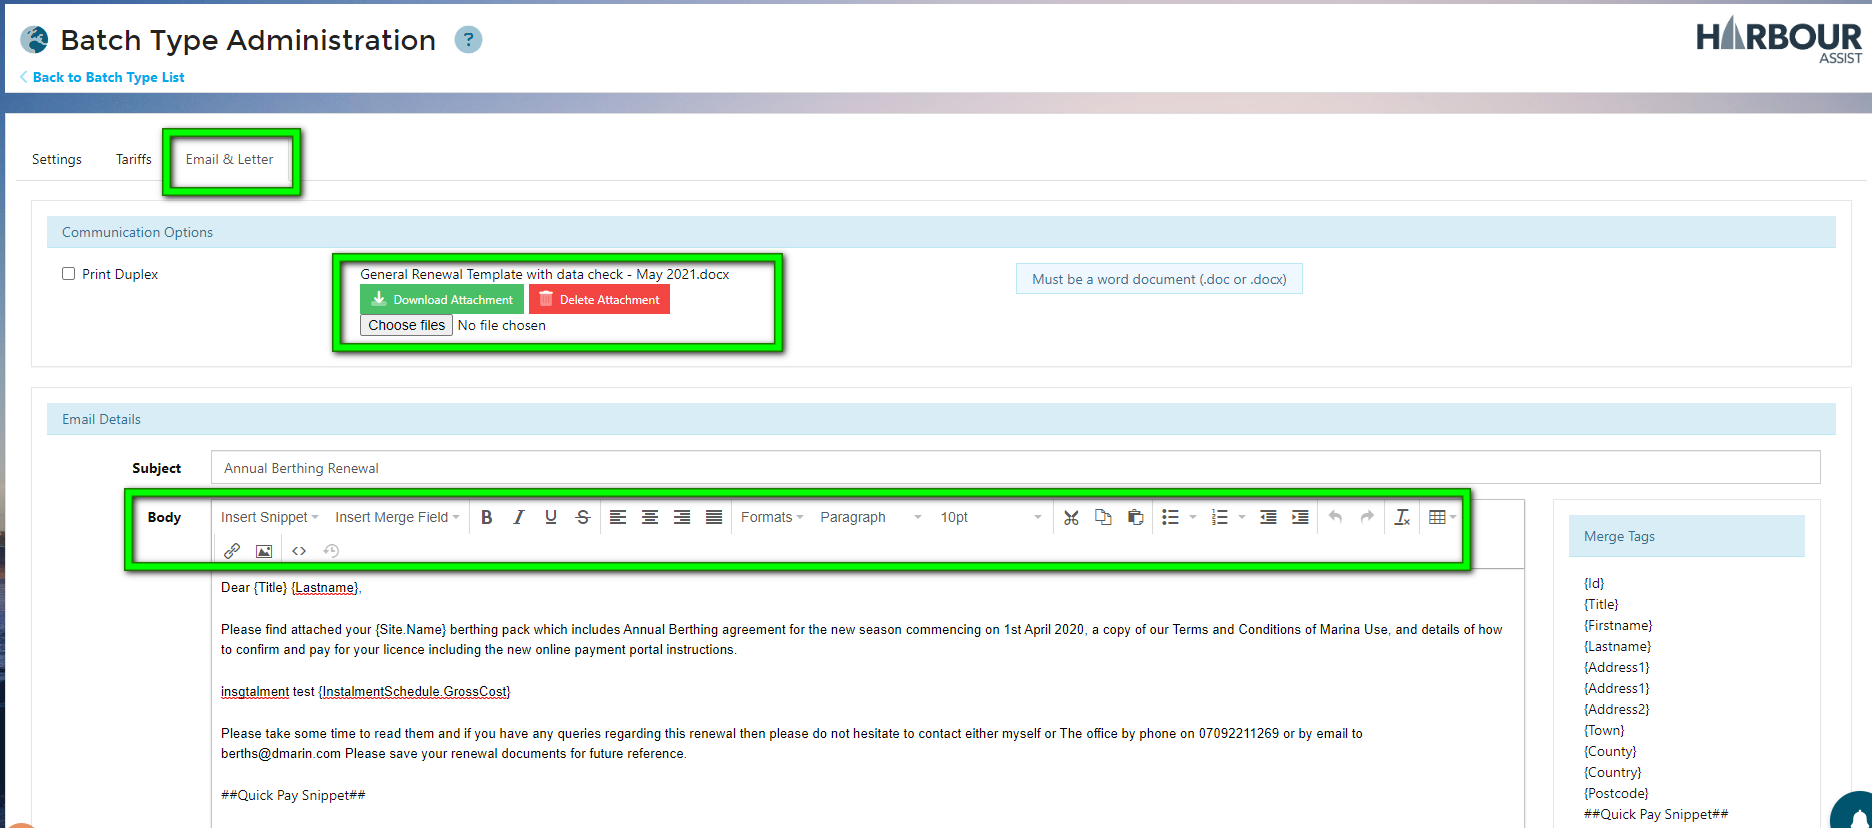 Batch Type Administration ?
HARBOUR
ASSIST
Back to Batch Type List
Settings Tariffs Email & Letter
Communication Options
Print Duplex
General Renewal Template with data check - May 2021.docx
Must be a word document (.doc or .docx)
Download Attachment Delete Attachment
Choose files No file chosen
Email Details
Subject Annual Berthing Renewal
Body Insert Snippet Insert Merge Field B I U S Formats Paragraph 10pt
Merge Tags
Dear {Title} {Lastname},
Please find attached your {Site.Name} berthing pack which includes Annual Berthing agreement for the new season commencing on 1st April 2020, a copy of our Terms and Conditions of Marina Use, and details of how
to confirm and pay for your licence including the new online payment portal instructions.
insgtalment test {InstalmentSchedule.GrossCost}
Please take some time to read them and if you have any queries regarding this renewal then please do not hesitate to contact either myself or The office by phone on 07092211269 or by email to
berths@dmarin.com Please save your renewal documents for future reference.
##Quick Pay Snippet##
{Id}
{Title}
{Firstname}
{Lastname}
{Address1}
{Address1}
{Address2}
{Town}
{County}
{Country}
{Postcode}
##Quick Pay Snippet##